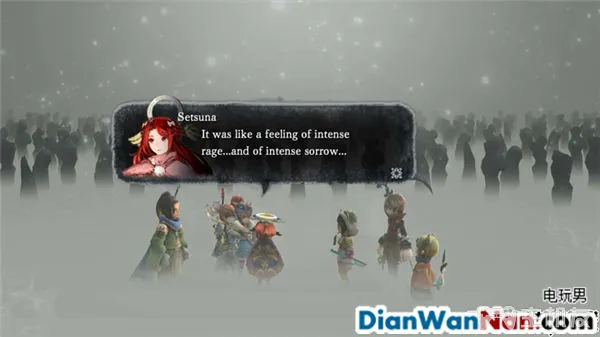 Setsuna
It was like a feeling of intense
rage...and of intense sorrow...
电玩男
DianWanNan.com